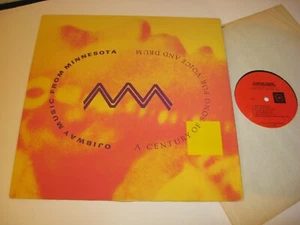 OJIBWAY MUSIC FROM MINNESOTA
A CENTURY OF SONG FOR VOICE AND DRUM